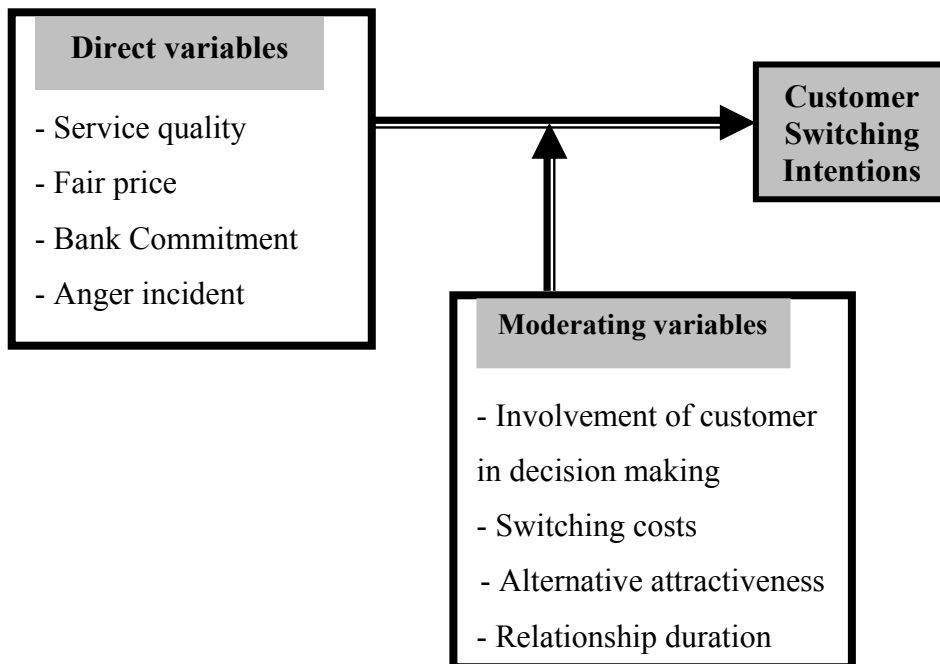 Direct variables
- Service quality
- Fair price
- Bank Commitment
- Anger incident
Customer
Switching
Intentions
Moderating variables
- Involvement of customer
in decision making
- Switching costs
- Alternative attractiveness
- Relationship duration